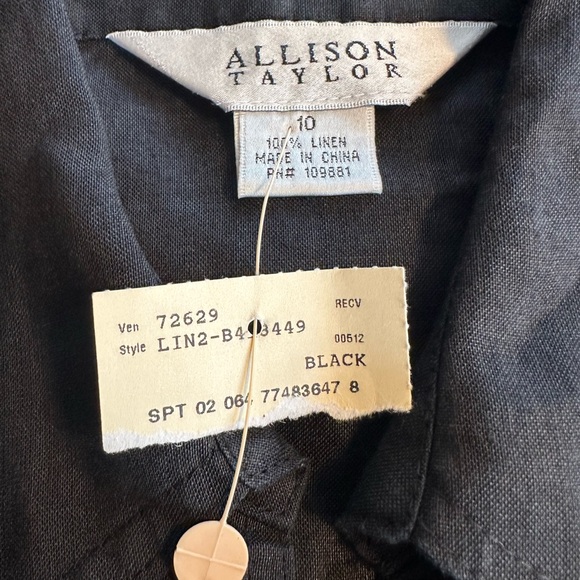 ALLISON
TAYLOR
10
100% LINEN
MADE IN CHINA
RN# 109881
Ven 72629 RECV
Style 00512
BLACK
SPT 02 064 77483647 8